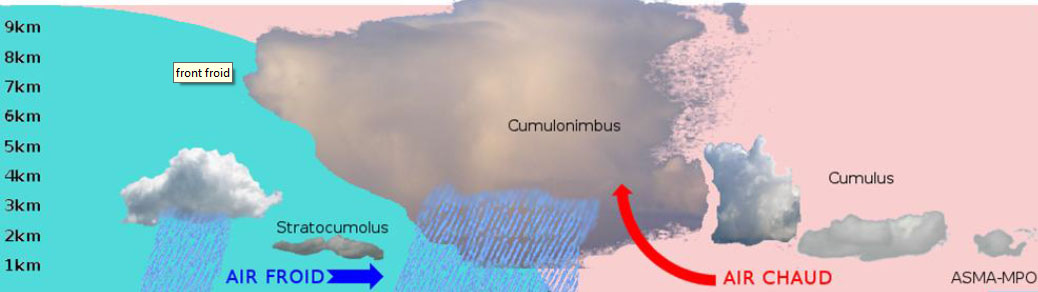 9km
8km
front froid
7km
6km
Cumulonimbus
5km
4km
Cumulus
3km
Stratocumolus
2km
1km
AIR FROID
AIR CHAUD
ASMA-MPO